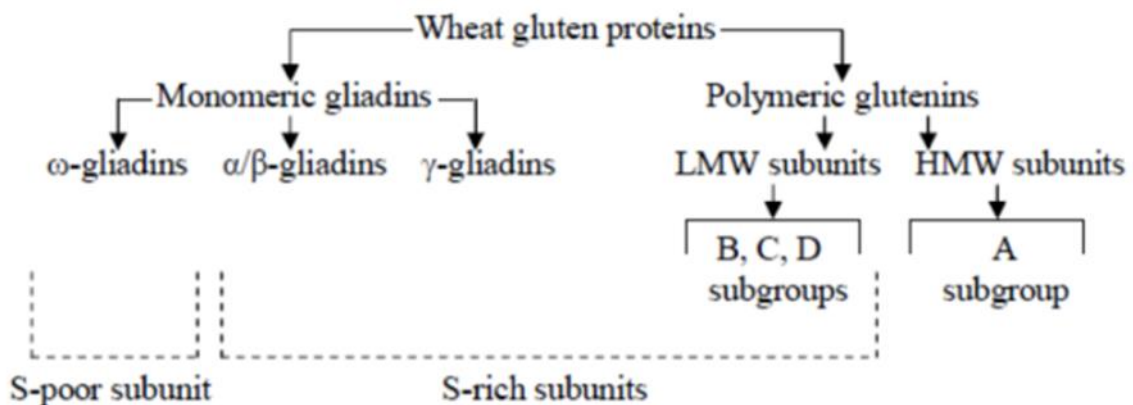 Wheat gluten proteins
Monomeric gliadins
Polymeric glutenins
ω-gliadins α/β-gliadins γ-gliadins
LMW subunits HMW subunits
B, C, D
subgroups
A
subgroup
S-poor subunit
S-rich subunits